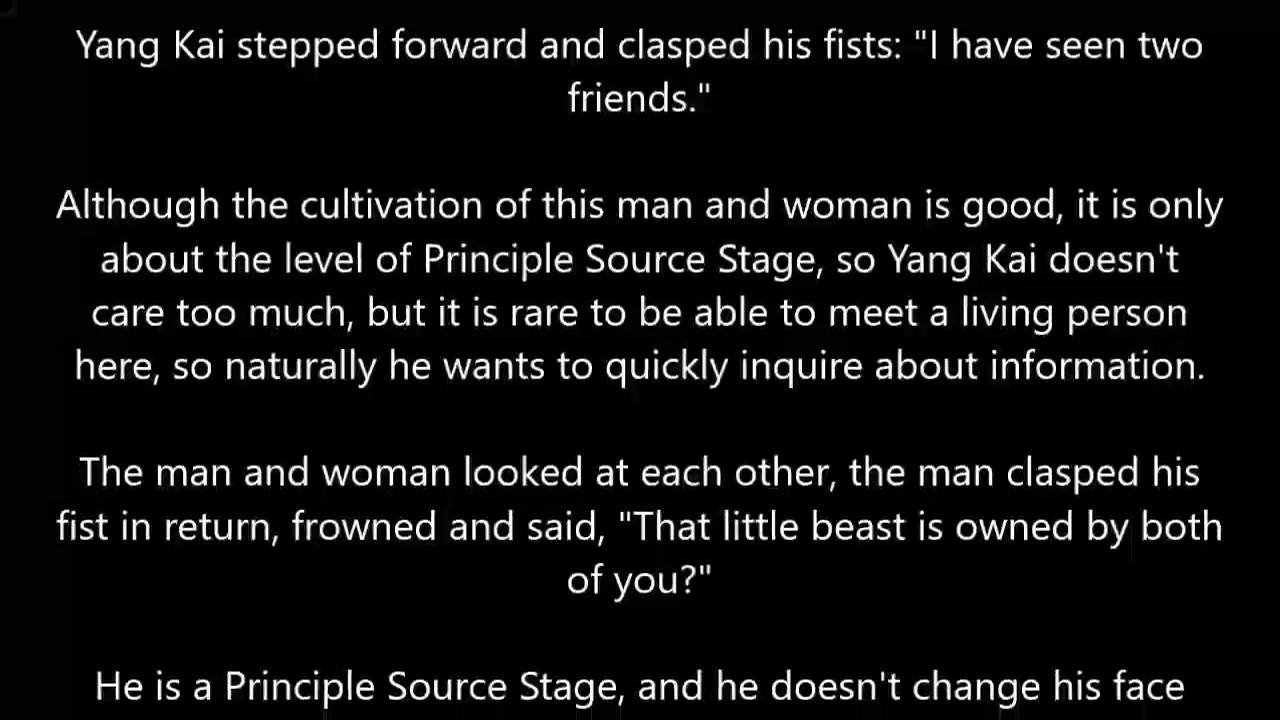 Yang Kai stepped forward and clasped his fists: "I have seen two
friends."
Although the cultivation of this man and woman is good, it is only
about the level of Principle Source Stage, so Yang Kai doesn't
care too much, but it is rare to be able to meet a living person
here, so naturally he wants to quickly inquire about information.
The man and woman looked at each other, the man clasped his
fist in return, frowned and said, "That little beast is owned by both
of you?"
He is a Principle Source Stage, and he doesn't change his face